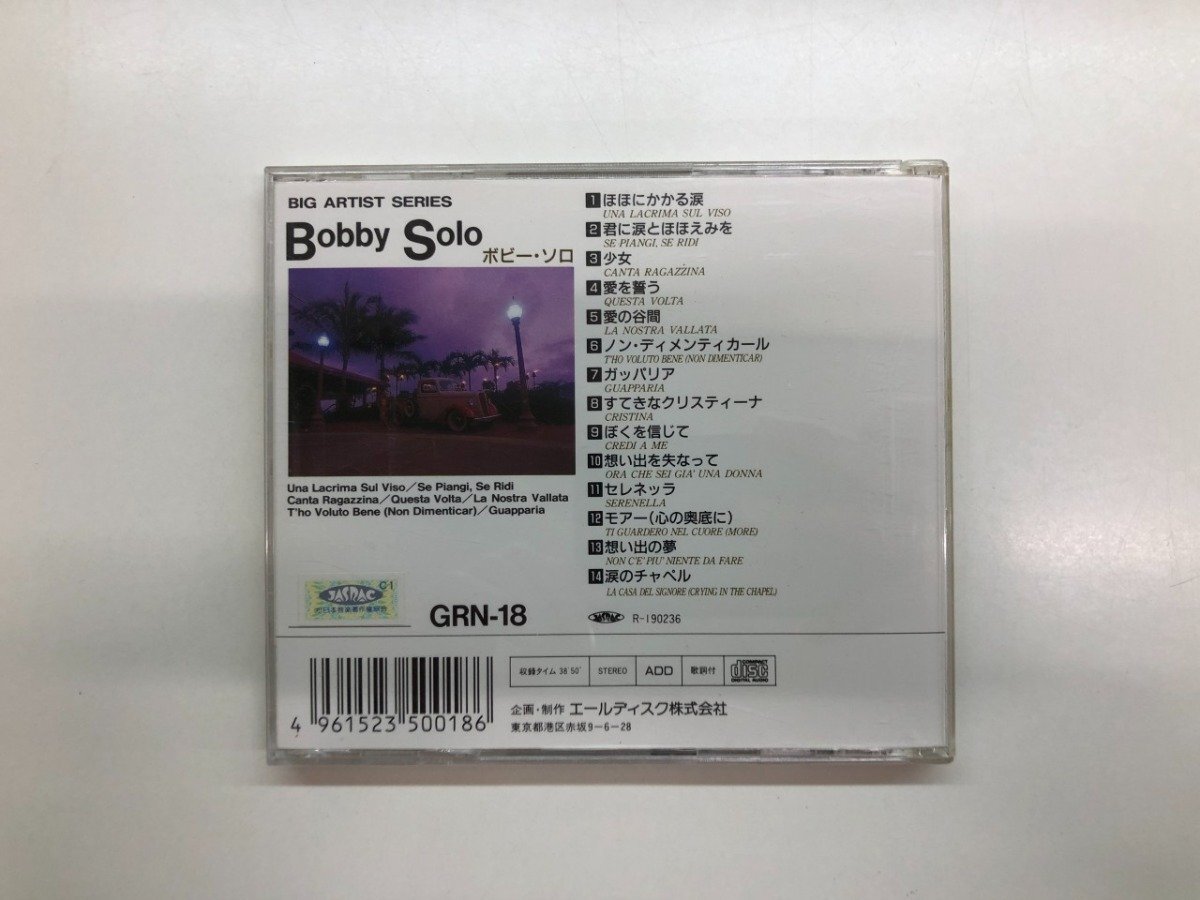 BIG ARTIST SERIES
Bobby Solo
ボビー・ソロ
Una Lacrima Sul Viso／Se Piangi, Se Ridi
Canta Ragazzina／Questa Volta／La Nostra Vallata
T'ho Voluto Bene (Non Dimenticar)／Guapparia
C1
JASRAC
GRN-18
1 ほほにかかる涙
UNA LACRIMA SUL VISO
2 君に涙とほほえみを
SE PIANGI, SE RIDI
3 少女
CANTA RAGAZZINA
4 愛を誓う
QUESTA VOLTA
5 愛の谷間
LA NOSTRA VALLATA
6 ノン・ディメンティカール
T'HO VOLUTO BENE (NON DIMENTICAR)
7 ガッパリア
GUAPPARIA
8 すてきなクリスティーナ
CRISTINA
9 ぼくを信じて
CREDI A ME
10 想い出を失なって
ORA CHE SEI GIA' UNA DONNA
11 セレネッラ
SERENELLA
12 モアー（心の奥底に）
TI GUARDERO NEL CUORE (MORE)
13 想い出の夢
NON C'E' PIU' NIENTE DA FARE
14 涙のチャペル
LA CASA DEL SIGNORE (CRYING IN THE CHAPEL)
JASRAC R-190236
収録タイム 38'50" STEREO ADD 歌詞付 COMPACT disc DIGITAL AUDIO
企画・制作 エールディスク株式会社
東京都港区赤坂9－6－28
4 961523 500186